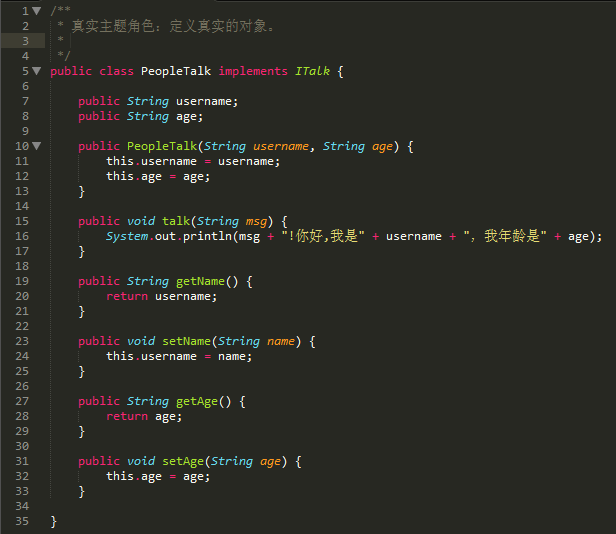 1 /**
2  * 真实主题角色：定义真实的对象。
3  *
4  */
5 public class PeopleTalk implements ITalk {
6
7     public String username;
8     public String age;
9
10     public PeopleTalk(String username, String age) {
11         this.username = username;
12         this.age = age;
13     }
14
15     public void talk(String msg) {
16         System.out.println(msg + "!你好,我是" + username + "，我年龄是" + age);
17     }
18
19     public String getName() {
20         return username;
21     }
22
23     public void setName(String name) {
24         this.username = name;
25     }
26
27     public String getAge() {
28         return age;
29     }
30
31     public void setAge(String age) {
32         this.age = age;
33     }
34
35 }